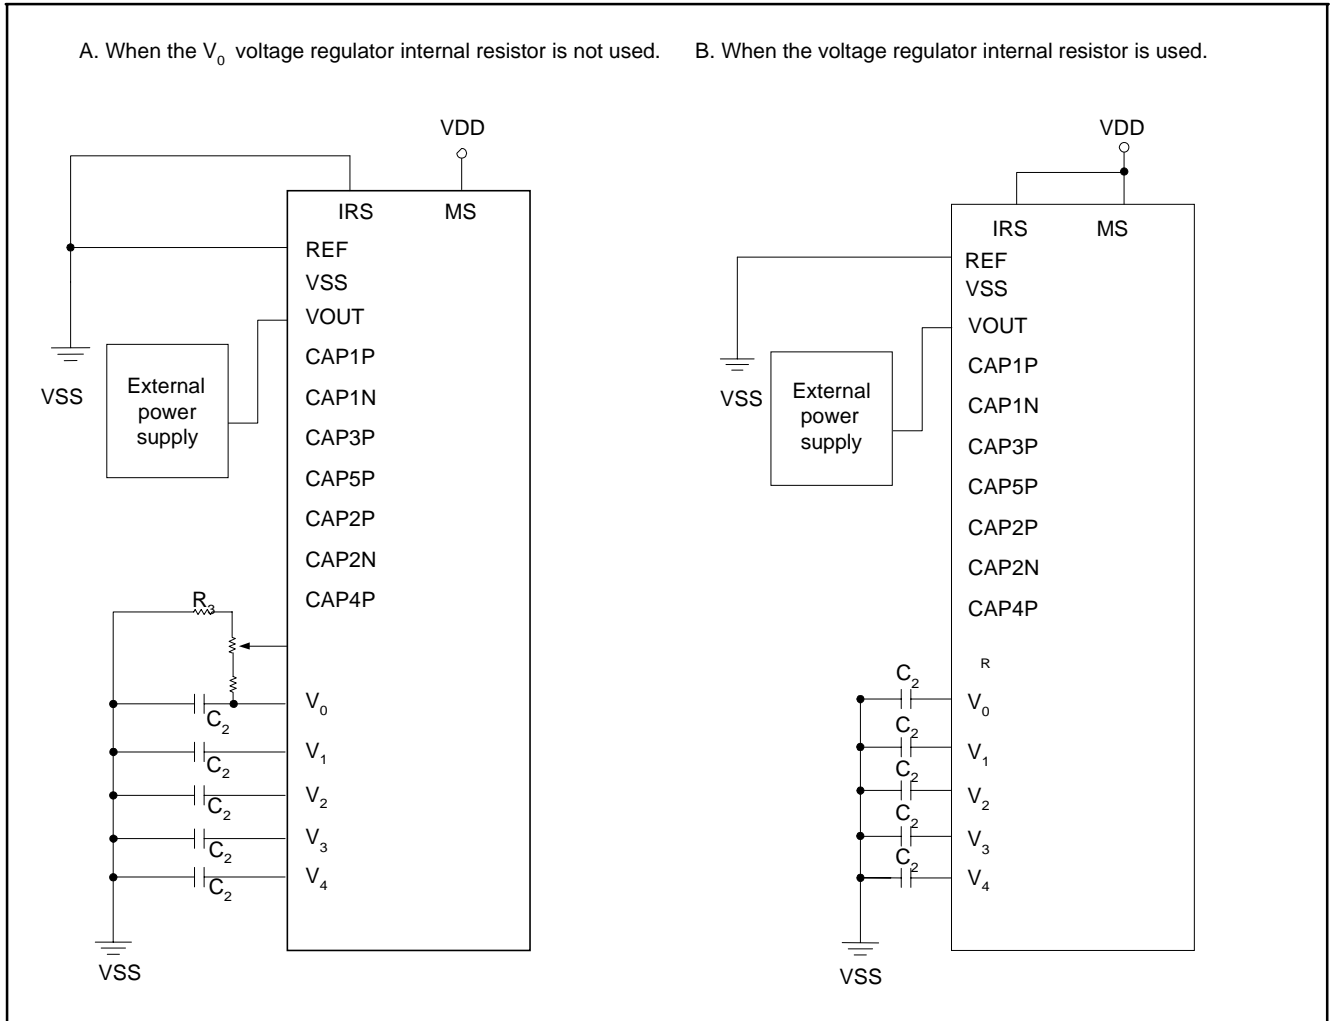 A. When the V0 voltage regulator internal resistor is not used.
B. When the voltage regulator internal resistor is used.
VDD
IRS MS
REF
VSS
VOUT
CAP1P
CAP1N
CAP3P
CAP5P
CAP2P
CAP2N
CAP4P
VSS
External
power
supply
R3
C2 V0
C2 V1
C2 V2
C2 V3
C2 V4
VSS
VDD
IRS MS
REF
VSS
VOUT
CAP1P
CAP1N
CAP3P
CAP5P
CAP2P
CAP2N
CAP4P
VSS
External
power
supply
R
C2 V0
C2 V1
C2 V2
C2 V3
C2 V4
VSS